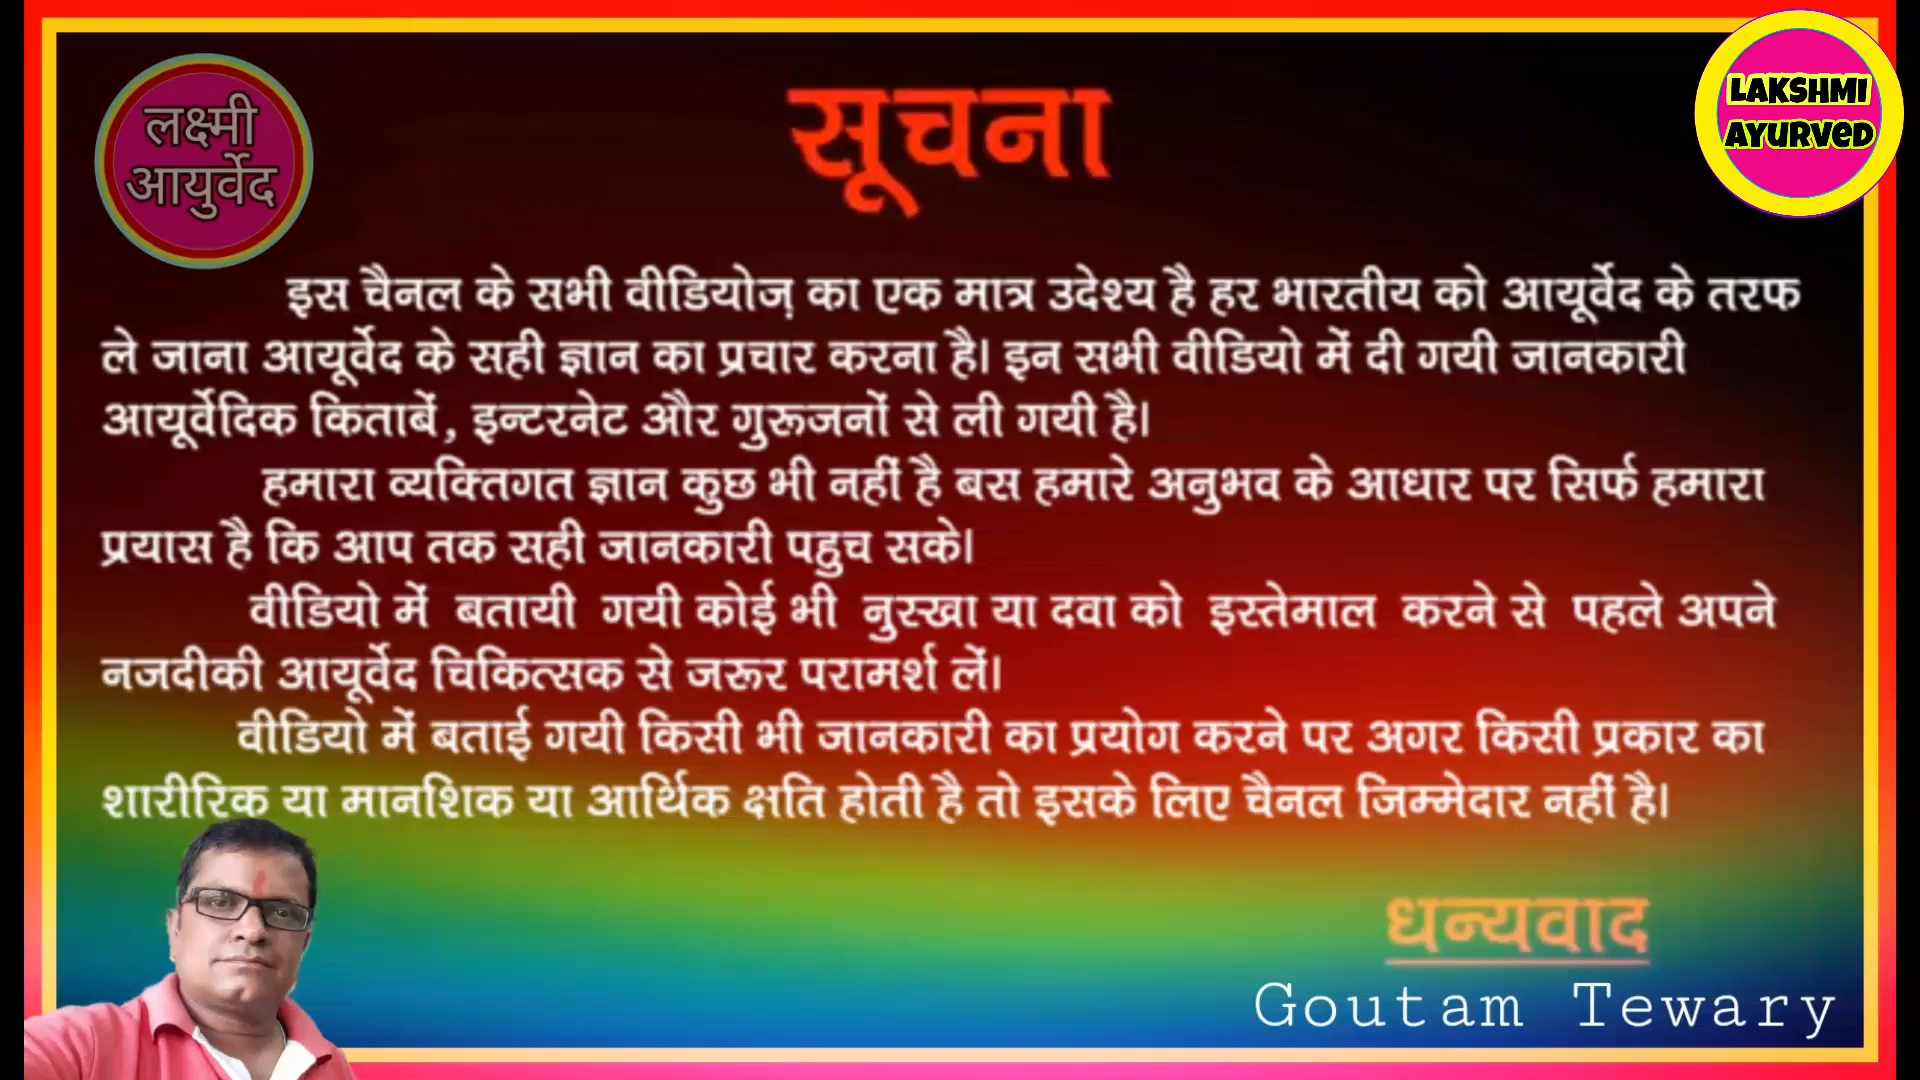 लक्ष्मी
आयुर्वेद
LAKSHMI
AYURVED
सूचना
इस चैनल के सभी वीडियोज़ का एक मात्र उदेश्य है हर भारतीय को आयूर्वेद के तरफ
ले जाना आयूर्वेद के सही ज्ञान का प्रचार करना है। इन सभी वीडियो में दी गयी जानकारी
आयूर्वेदिक किताबें, इन्टरनेट और गुरुजनों से ली गयी है।
हमारा व्यक्तिगत ज्ञान कुछ भी नहीं है बस हमारे अनुभव के आधार पर सिर्फ हमारा
प्रयास है कि आप तक सही जानकारी पहुच सके।
वीडियो में बतायी गयी कोई भी नुस्खा या दवा को इस्तेमाल करने से पहले अपने
नजदीकी आयूर्वेद चिकित्सक से जरूर परामर्श लें।
वीडियो में बताई गयी किसी भी जानकारी का प्रयोग करने पर अगर किसी प्रकार का
शारीरिक या मानशिक या आर्थिक क्षति होती है तो इसके लिए चैनल जिम्मेदार नहीं है।
धन्यवाद
Goutam Tewary